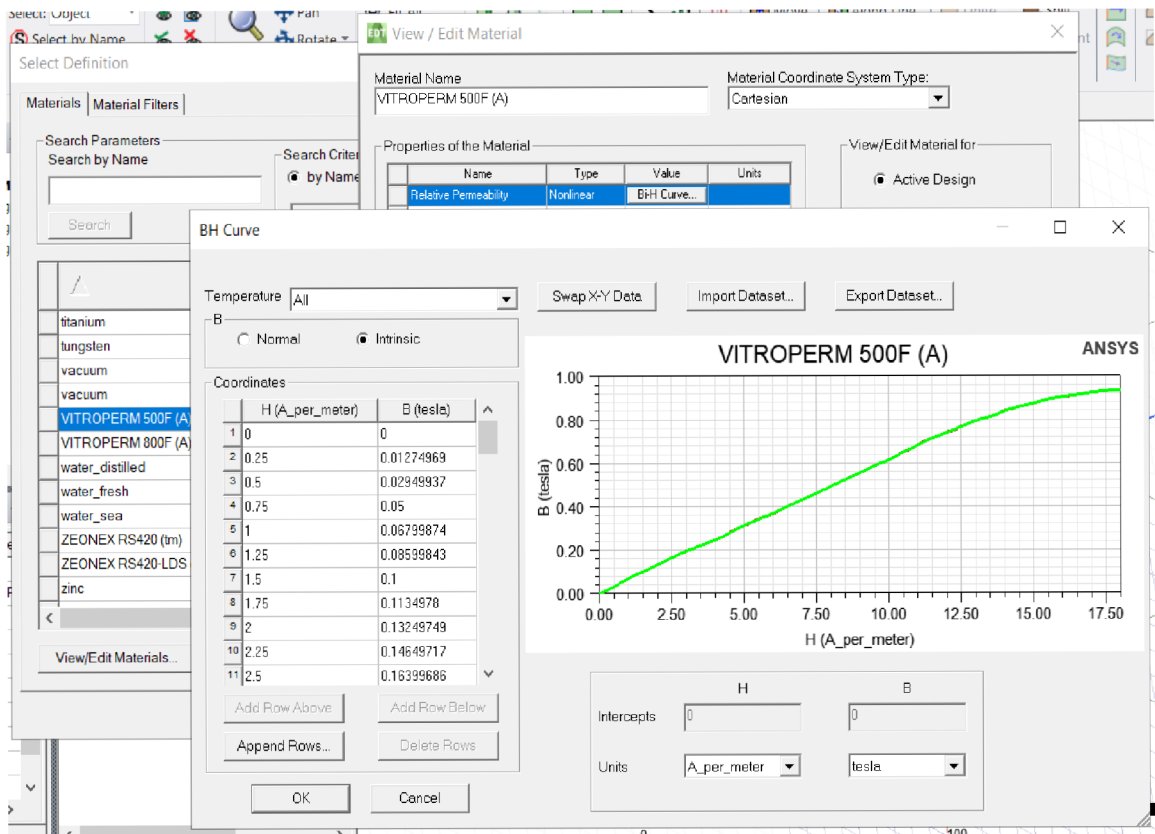 Select: Object
Pan
Fit All
Move
Align Line
Select by Name
Rotate
Select Definition
Materials
Material Filters
Search Parameters
Search by Name
Search Criter
by Name
Search
titanium
tungsten
vacuum
vacuum
VITROPERM 500F (A)
VITROPERM 800F (A)
water_distilled
water_fresh
water_sea
ZEONEX RS420 (tm)
ZEONEX RS420-LDS
zinc
View/Edit Materials...
EDT View / Edit Material
Material Name
VITROPERM 500F (A)
Material Coordinate System Type:
Cartesian
Properties of the Material
Name Type Value Units
Relative Permeability Nonlinear Bi-H Curve...
View/Edit Material for
Active Design
BH Curve
Temperature All
B
Normal Intrinsic
Coordinates
H (A_per_meter) B (tesla)
1 0 0
2 0.25 0.01274969
3 0.5 0.02949937
4 0.75 0.05
5 1 0.06799874
6 1.25 0.08599843
7 1.5 0.1
8 1.75 0.1134978
9 2 0.13249749
10 2.25 0.14649717
11 2.5 0.16399686
Add Row Above Add Row Below
Append Rows... Delete Rows
OK Cancel
Swap X-Y Data Import Dataset... Export Dataset...
VITROPERM 500F (A)
ANSYS
B (tesla)
1.00
0.80
0.60
0.40
0.20
0.00
0.00 2.50 5.00 7.50 10.00 12.50 15.00 17.50
H (A_per_meter)
H B
Intercepts 0 0
Units A_per_meter tesla
0 100